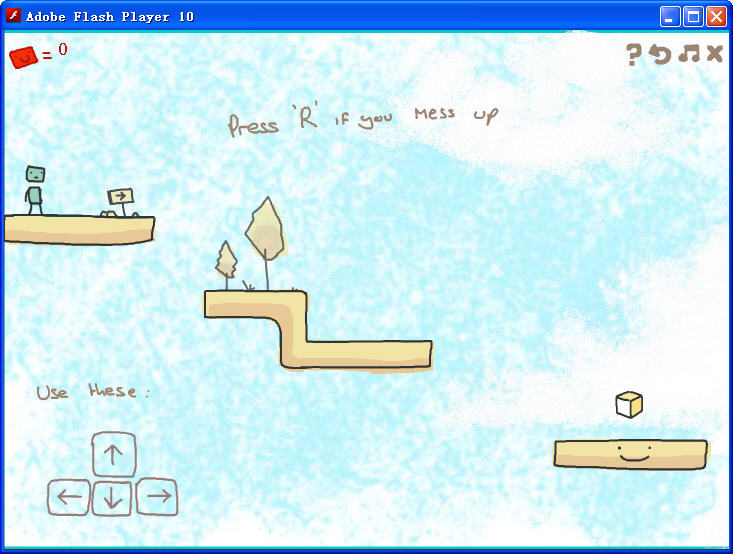 Adobe Flash Player 10
= 0
?
Press 'R' if you mess up
Use these: